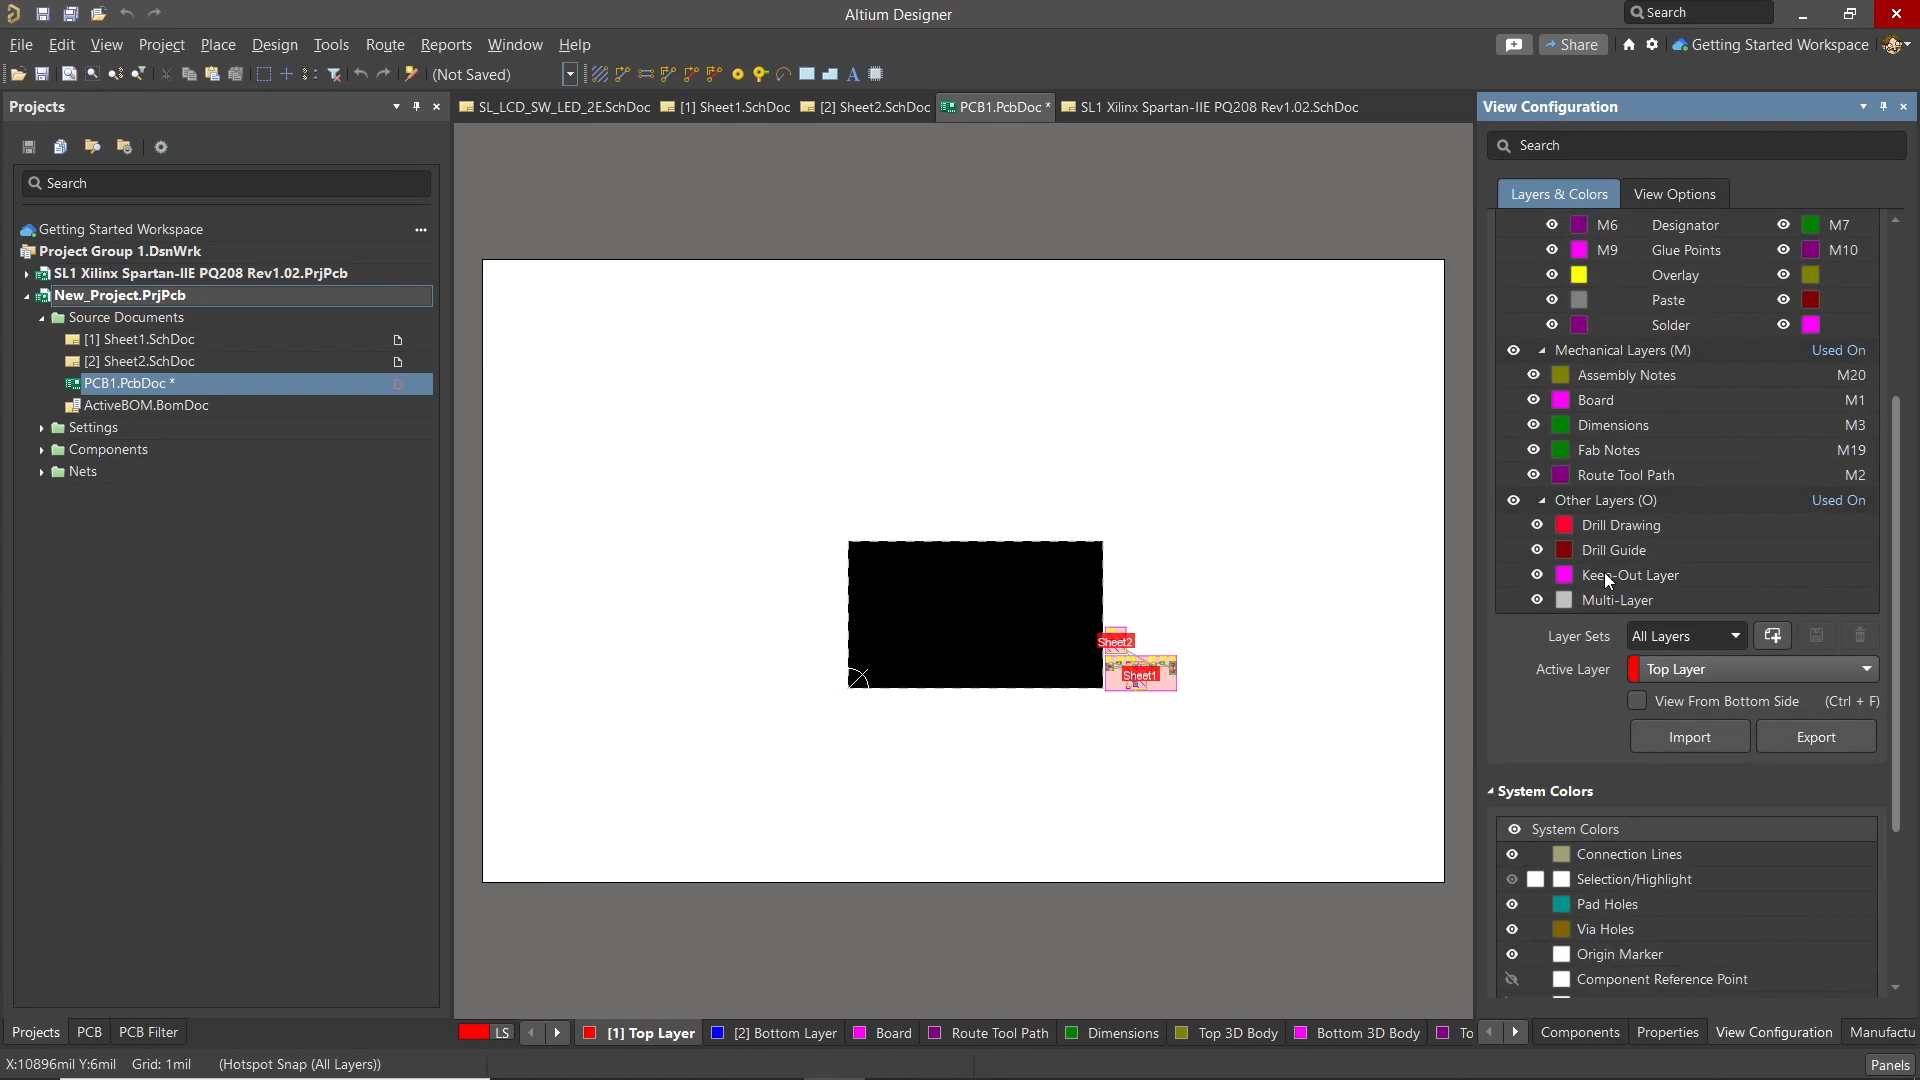 Altium Designer
Search
File Edit View Project Place Design Tools Route Reports Window Help
Share
Getting Started Workspace
(Not Saved)
Projects
SL_LCD_SW_LED_2E.SchDoc
[1] Sheet1.SchDoc
[2] Sheet2.SchDoc
PCB1.PcbDoc *
SL1 Xilinx Spartan-IIE PQ208 Rev1.02.SchDoc
View Configuration
Search
Search
Getting Started Workspace
Project Group 1.DsnWrk
SL1 Xilinx Spartan-IIE PQ208 Rev1.02.PrjPcb
New_Project.PrjPcb
Source Documents
[1] Sheet1.SchDoc
[2] Sheet2.SchDoc
PCB1.PcbDoc *
ActiveBOM.BomDoc
Settings
Components
Nets
Sheet2
Sheet1
Layers & Colors
View Options
M6 Designator M7
M9 Glue Points M10
Overlay
Paste
Solder
Mechanical Layers (M) Used On
Assembly Notes M20
Board M1
Dimensions M3
Fab Notes M19
Route Tool Path M2
Other Layers (O) Used On
Drill Drawing
Drill Guide
Keep-Out Layer
Multi-Layer
Layer Sets All Layers
Active Layer Top Layer
View From Bottom Side (Ctrl + F)
Import
Export
System Colors
System Colors
Connection Lines
Selection/Highlight
Pad Holes
Via Holes
Origin Marker
Component Reference Point
Projects PCB PCB Filter
LS
[1] Top Layer
[2] Bottom Layer
Board
Route Tool Path
Dimensions
Top 3D Body
Bottom 3D Body
To
Components Properties View Configuration Manufactu
X:10896mil Y:6mil Grid: 1mil (Hotspot Snap (All Layers))
Panels